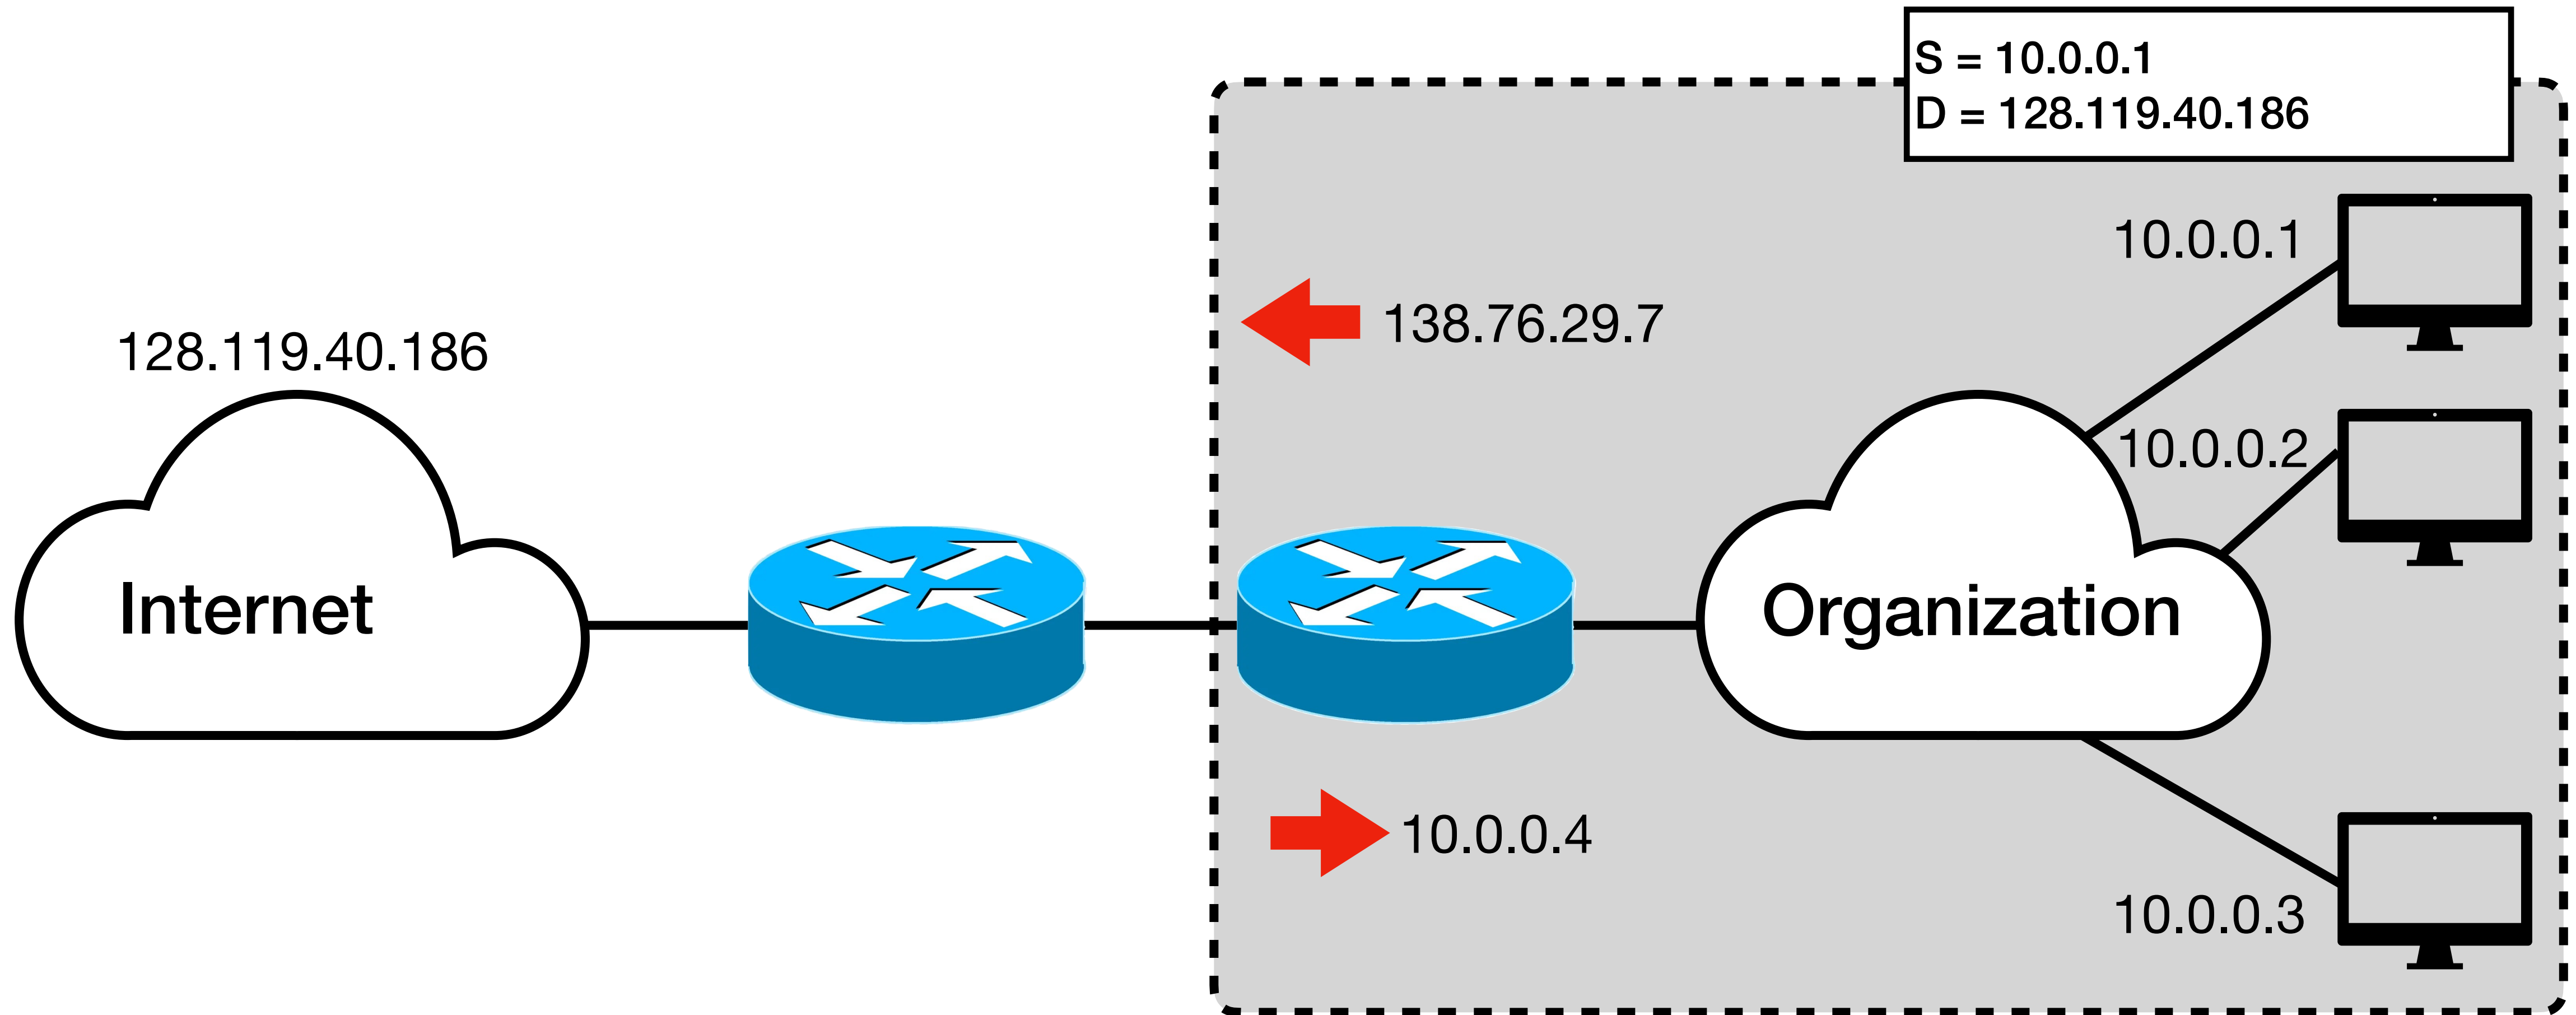 S = 10.0.0.1
D = 128.119.40.186
10.0.0.1
138.76.29.7
128.119.40.186
10.0.0.2
Internet
Organization
10.0.0.4
10.0.0.3